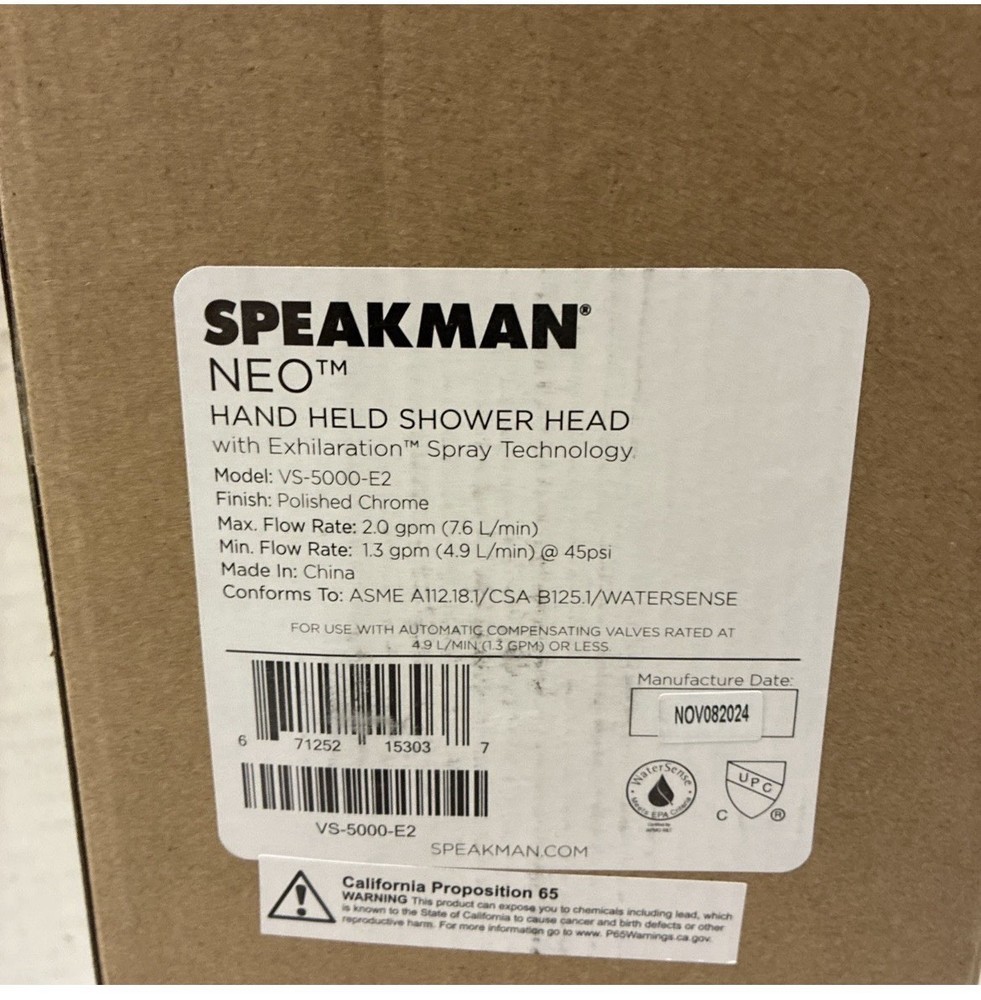 SPEAKMAN®
NEO™
HAND HELD SHOWER HEAD
with Exhilaration™ Spray Technology
Model: VS-5000-E2
Finish: Polished Chrome
Max. Flow Rate: 2.0 gpm (7.6 L/min)
Min. Flow Rate: 1.3 gpm (4.9 L/min) @ 45psi
Made In: China
Conforms To: ASME A112.18.1/CSA B125.1/WATERSENSE
FOR USE WITH AUTOMATIC COMPENSATING VALVES RATED AT
4.9 L/MIN (1.3 GPM) OR LESS.
6 71252 15303 7
VS-5000-E2
Manufacture Date:
NOV082024
WaterSense
Meets EPA Criteria
UPC
C ®
SPEAKMAN.COM
California Proposition 65
WARNING This product can expose you to chemicals including lead, which
is known to the State of California to cause cancer and birth defects or other
reproductive harm. For more information go to www. P65Warnings.ca.gov.